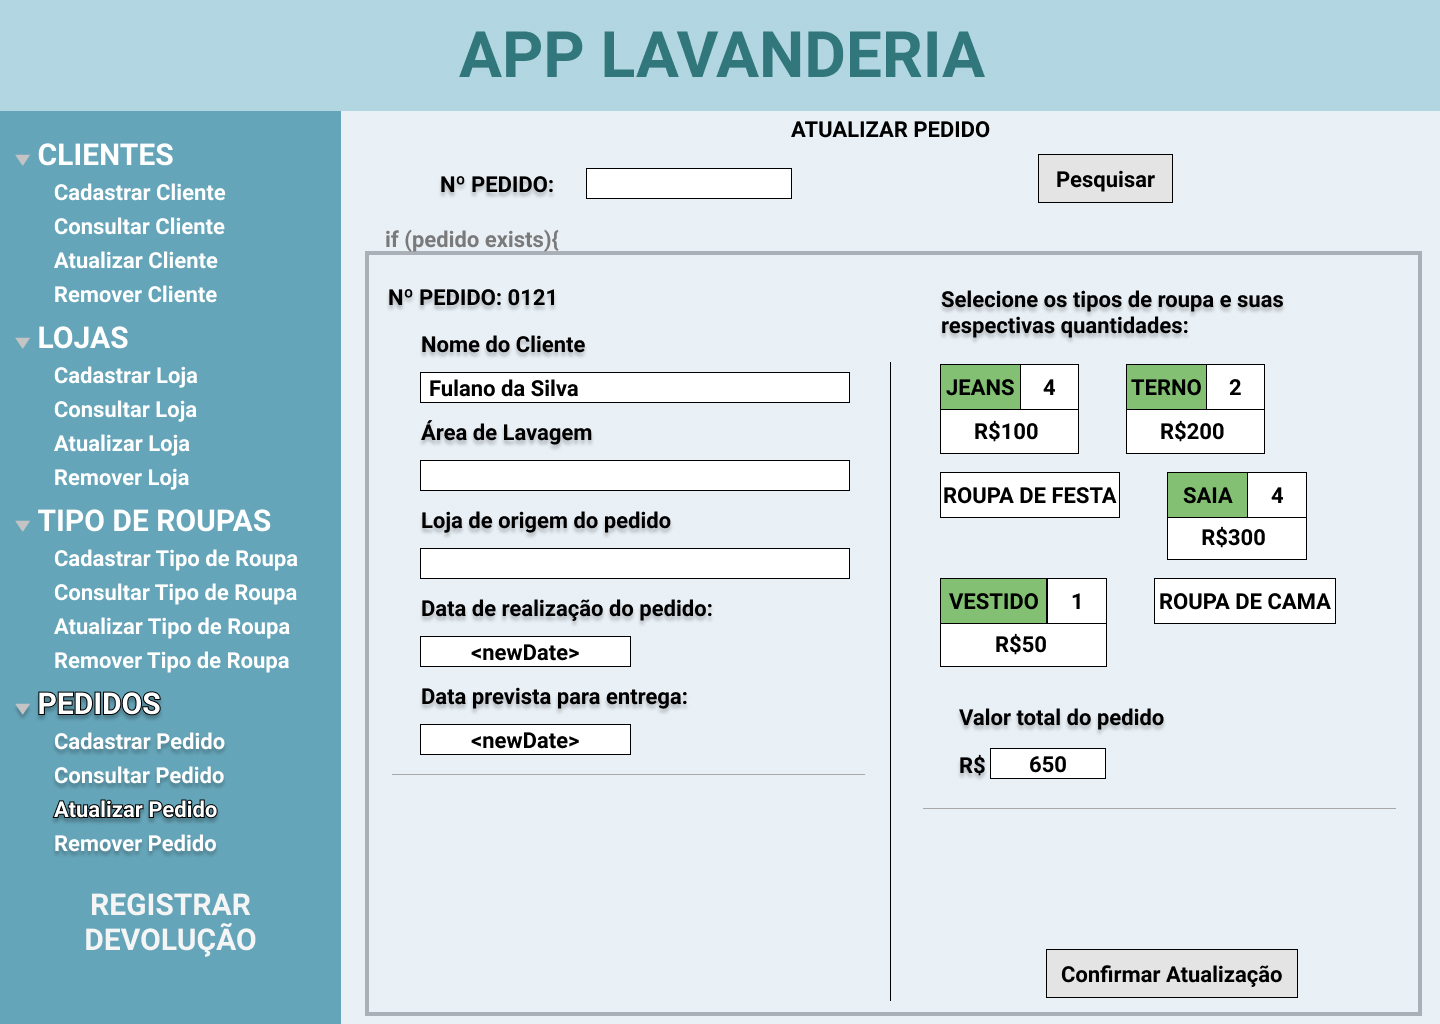 APP LAVANDERIA
CLIENTES
Cadastrar Cliente
Consultar Cliente
Atualizar Cliente
Remover Cliente
LOJAS
Cadastrar Loja
Consultar Loja
Atualizar Loja
Remover Loja
TIPO DE ROUPAS
Cadastrar Tipo de Roupa
Consultar Tipo de Roupa
Atualizar Tipo de Roupa
Remover Tipo de Roupa
PEDIDOS
Cadastrar Pedido
Consultar Pedido
Atualizar Pedido
Remover Pedido
REGISTRAR
DEVOLUÇÃO
ATUALIZAR PEDIDO
Nº PEDIDO:
Pesquisar
if (pedido exists){
Nº PEDIDO: 0121
Nome do Cliente
Fulano da Silva
Área de Lavagem
Loja de origem do pedido
Data de realização do pedido:
<newDate>
Data prevista para entrega:
<newDate>
Selecione os tipos de roupa e suas
respectivas quantidades:
JEANS 4
R$100
TERNO 2
R$200
ROUPA DE FESTA
SAIA 4
R$300
VESTIDO 1
R$50
ROUPA DE CAMA
Valor total do pedido
R$ 650
Confirmar Atualização